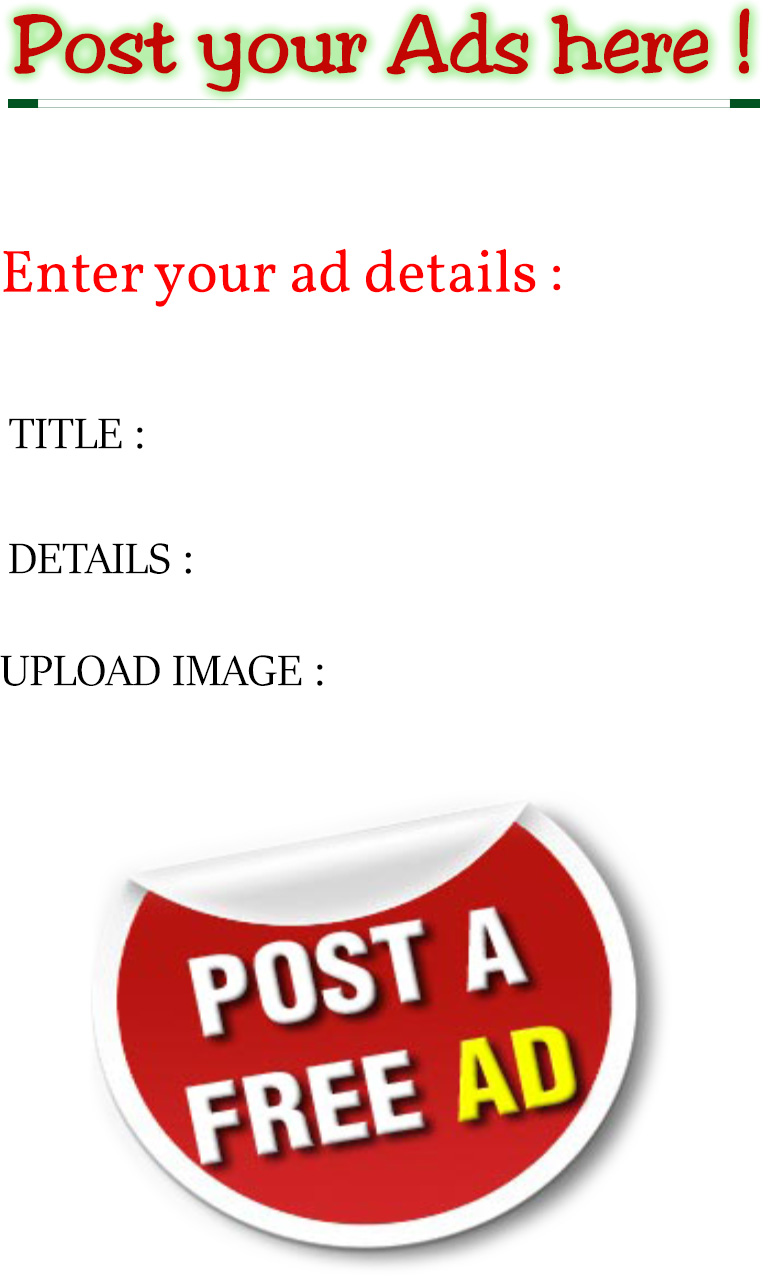 Post your Ads here !
Enter your ad details :
TITLE :
DETAILS :
UPLOAD IMAGE :
POST A
FREE AD